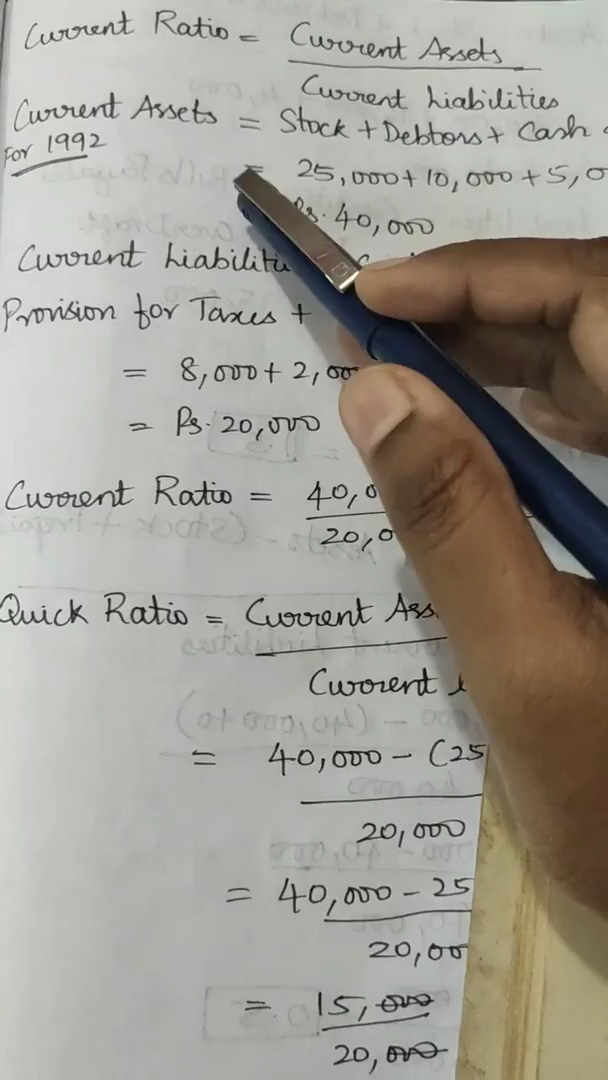 Current Ratio = Current Assets
Current Liabilities
Current Assets = Stock + Debtors + Cash
For 1992
= 25,000 + 10,000 + 5,0
Rs. 40,000
Current Liabiliti
Provision for Taxes +
= 8,000 + 2,00
= Rs. 20,000
Current Ratio = 40,0
20,0
Quick Ratio = Current Ass
Current
= 40,000 - (25
20,000
= 40,000 - 25
20,00
= 15,000
20,000